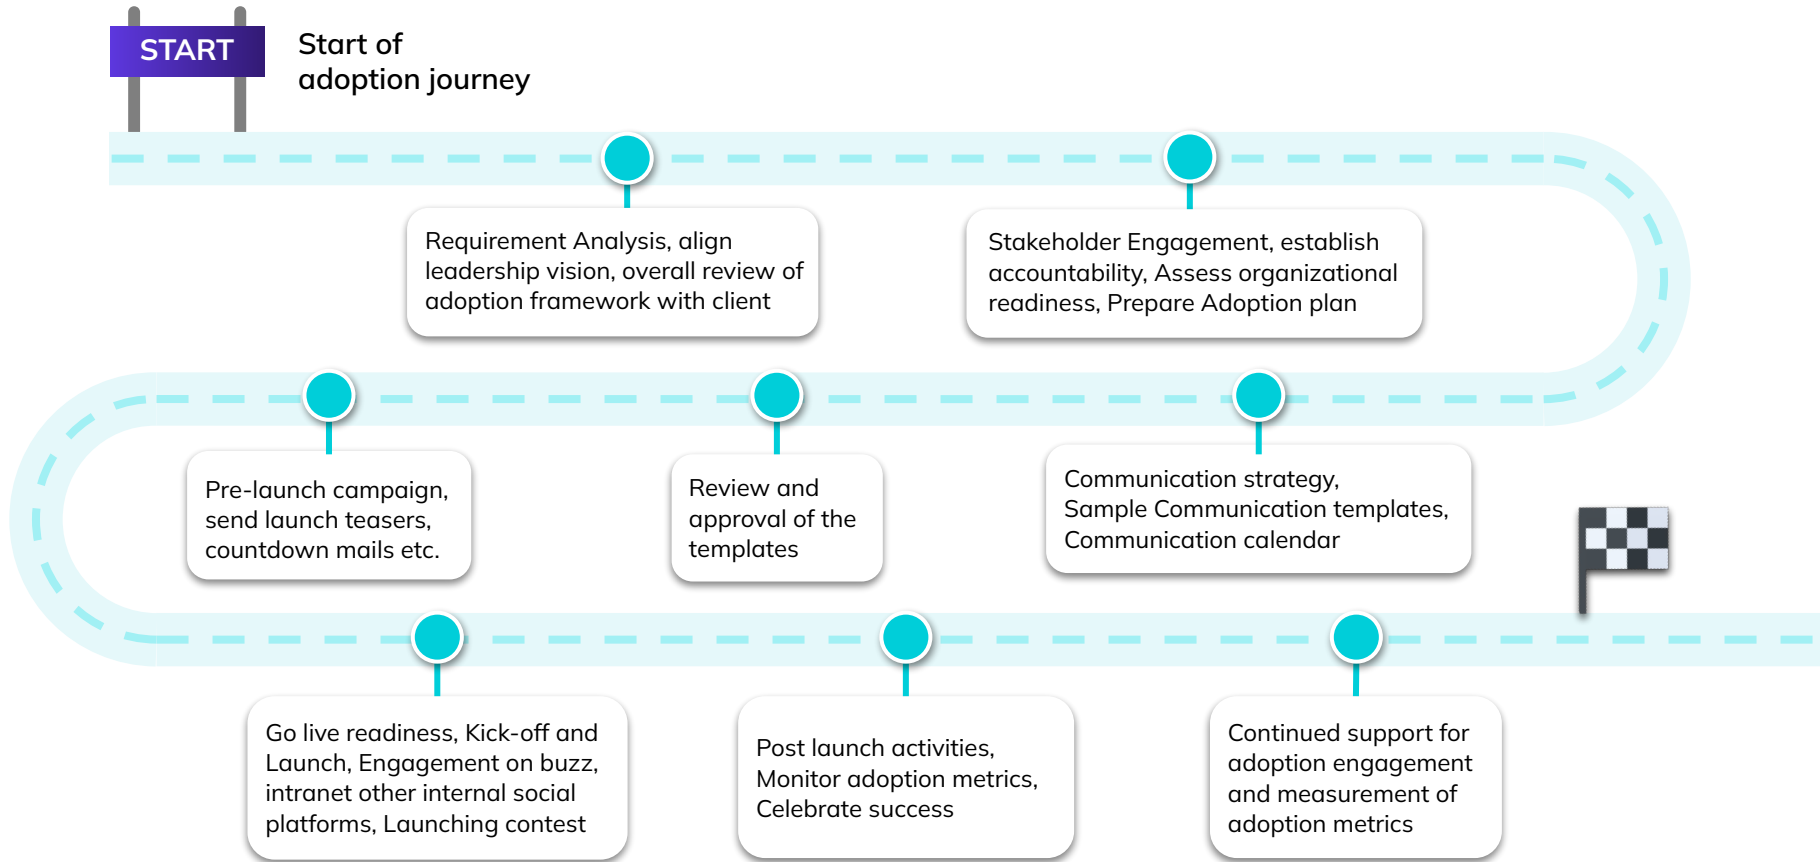 START
Start of
adoption journey
Requirement Analysis, align
leadership vision, overall review of
adoption framework with client
Stakeholder Engagement, establish
accountability, Assess organizational
readiness, Prepare Adoption plan
Pre-launch campaign,
send launch teasers,
countdown mails etc.
Review and
approval of the
templates
Communication strategy,
Sample Communication templates,
Communication calendar
Go live readiness, Kick-off and
Launch, Engagement on buzz,
intranet other internal social
platforms, Launching contest
Post launch activities,
Monitor adoption metrics,
Celebrate success
Continued support for
adoption engagement
and measurement of
adoption metrics